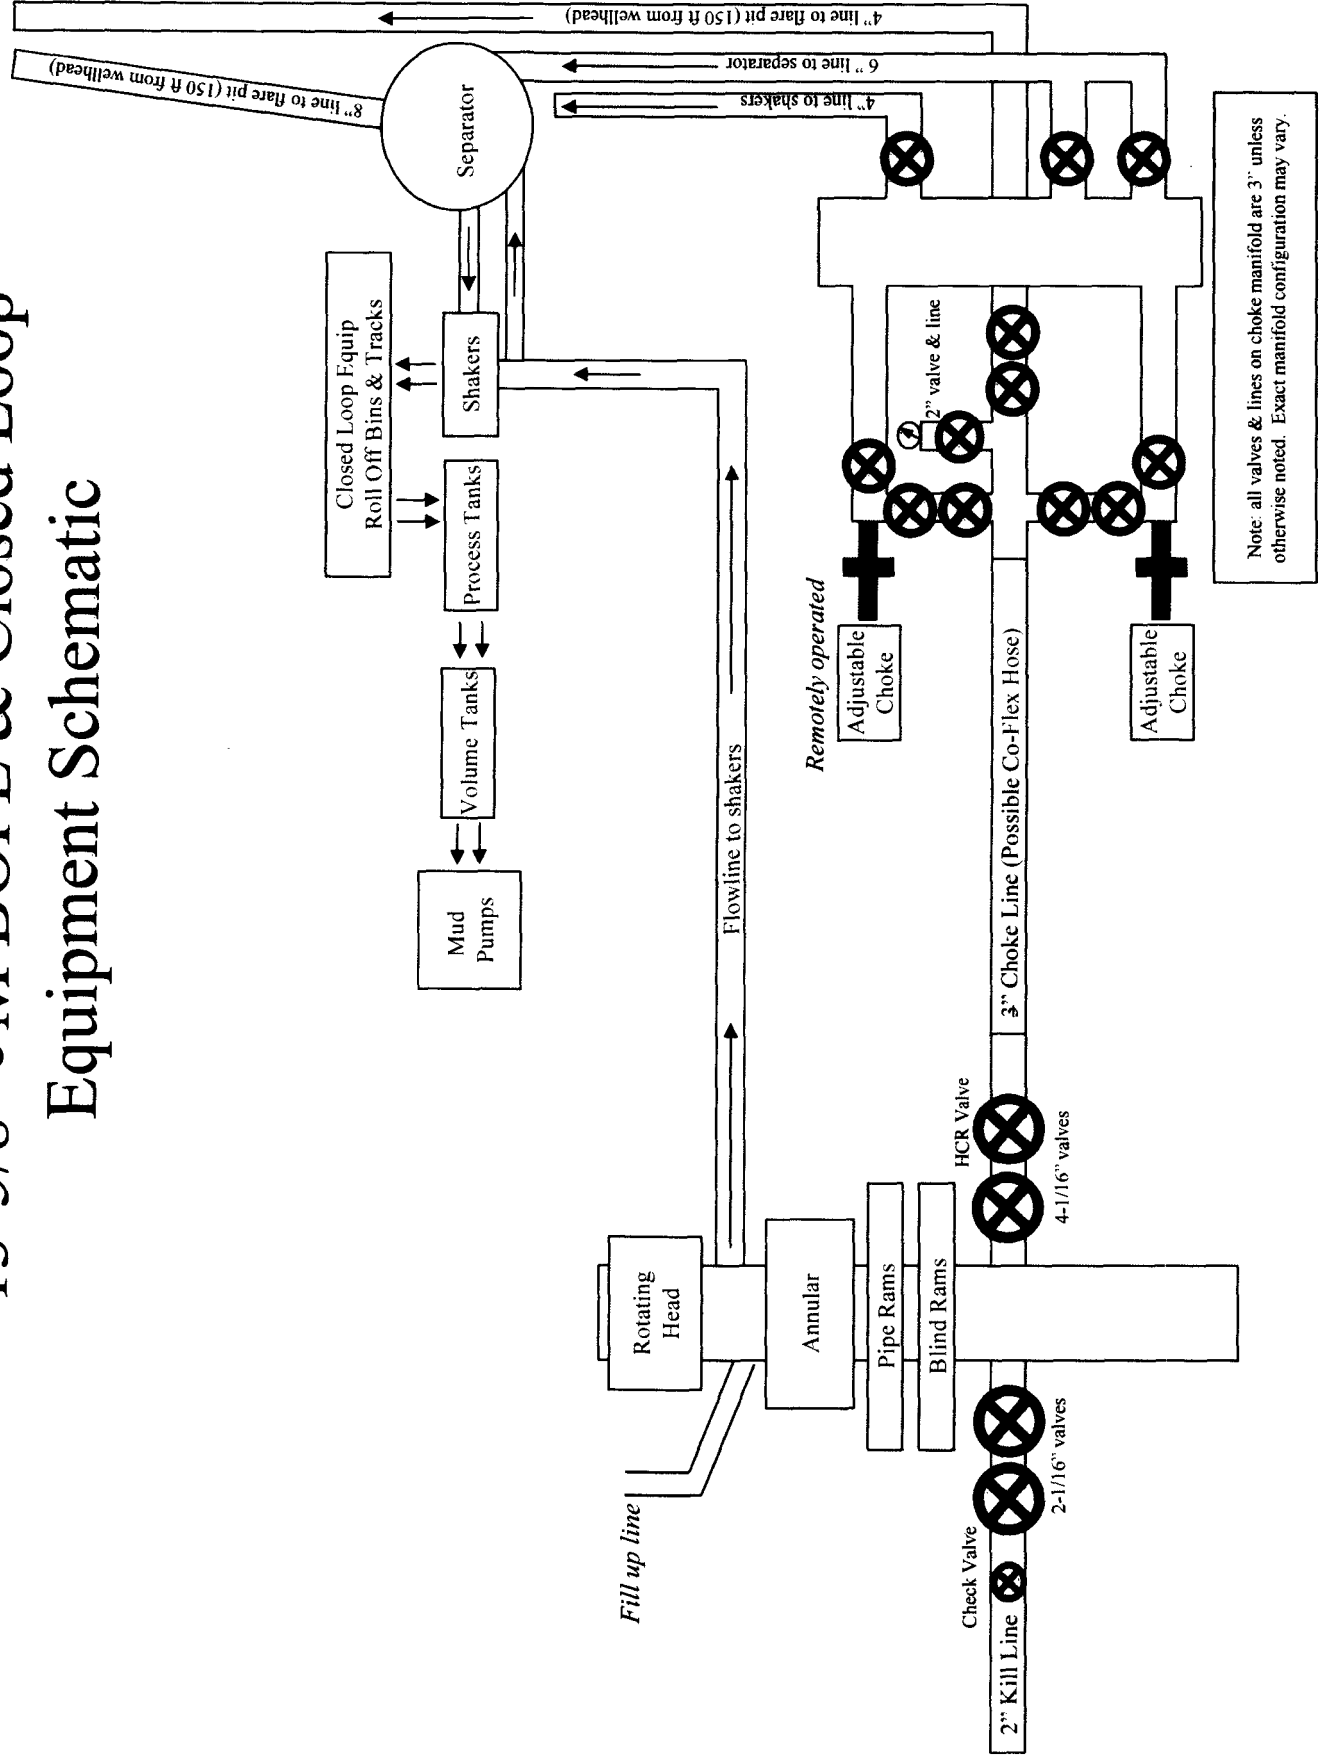 & Closed Loop
Equipment Schematic
4" line to flare pit (150 ft from wellhead)
8" line to flare pit (150 ft from wellhead)
6" line to separator
4" line to shakers
Separator
Closed Loop Equip
Roll Off Bins & Tracks
Shakers
Process Tanks
Volume Tanks
Mud
Pumps
Flowline to shakers
Rotating
Head
Fill up line
Annular
Pipe Rams
Blind Rams
Check Valve
2" Kill Line
2-1/16" valves
HCR Valve
4-1/16" valves
3" Choke Line (Possible Co-Flex Hose)
Remotely operated
Adjustable
Choke
Adjustable
Choke
2" valve & line
Note: all valves & lines on choke manifold are 3" unless
otherwise noted. Exact manifold configuration may vary.